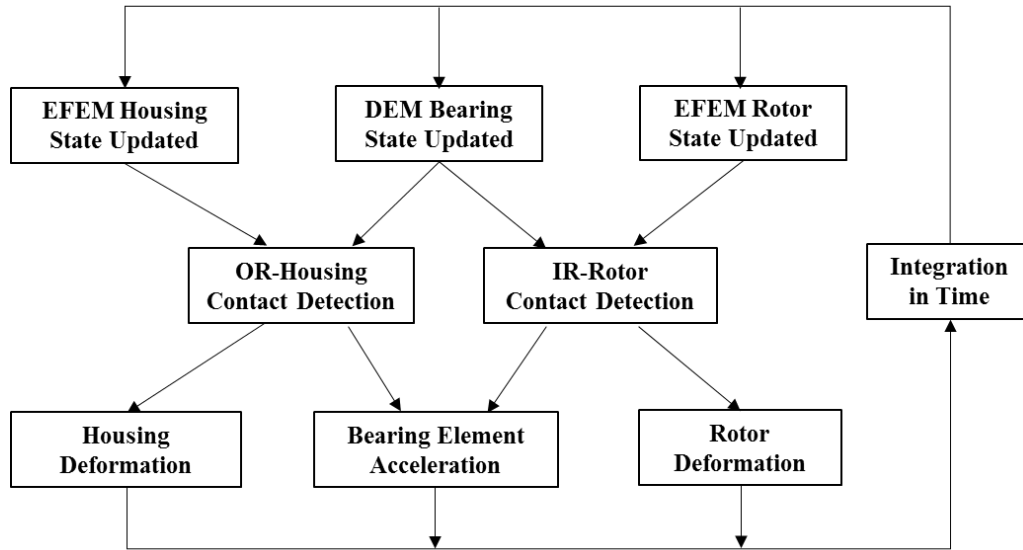 EFEM Housing
State Updated
DEM Bearing
State Updated
EFEM Rotor
State Updated
OR-Housing
Contact Detection
IR-Rotor
Contact Detection
Integration
in Time
Housing
Deformation
Bearing Element
Acceleration
Rotor
Deformation